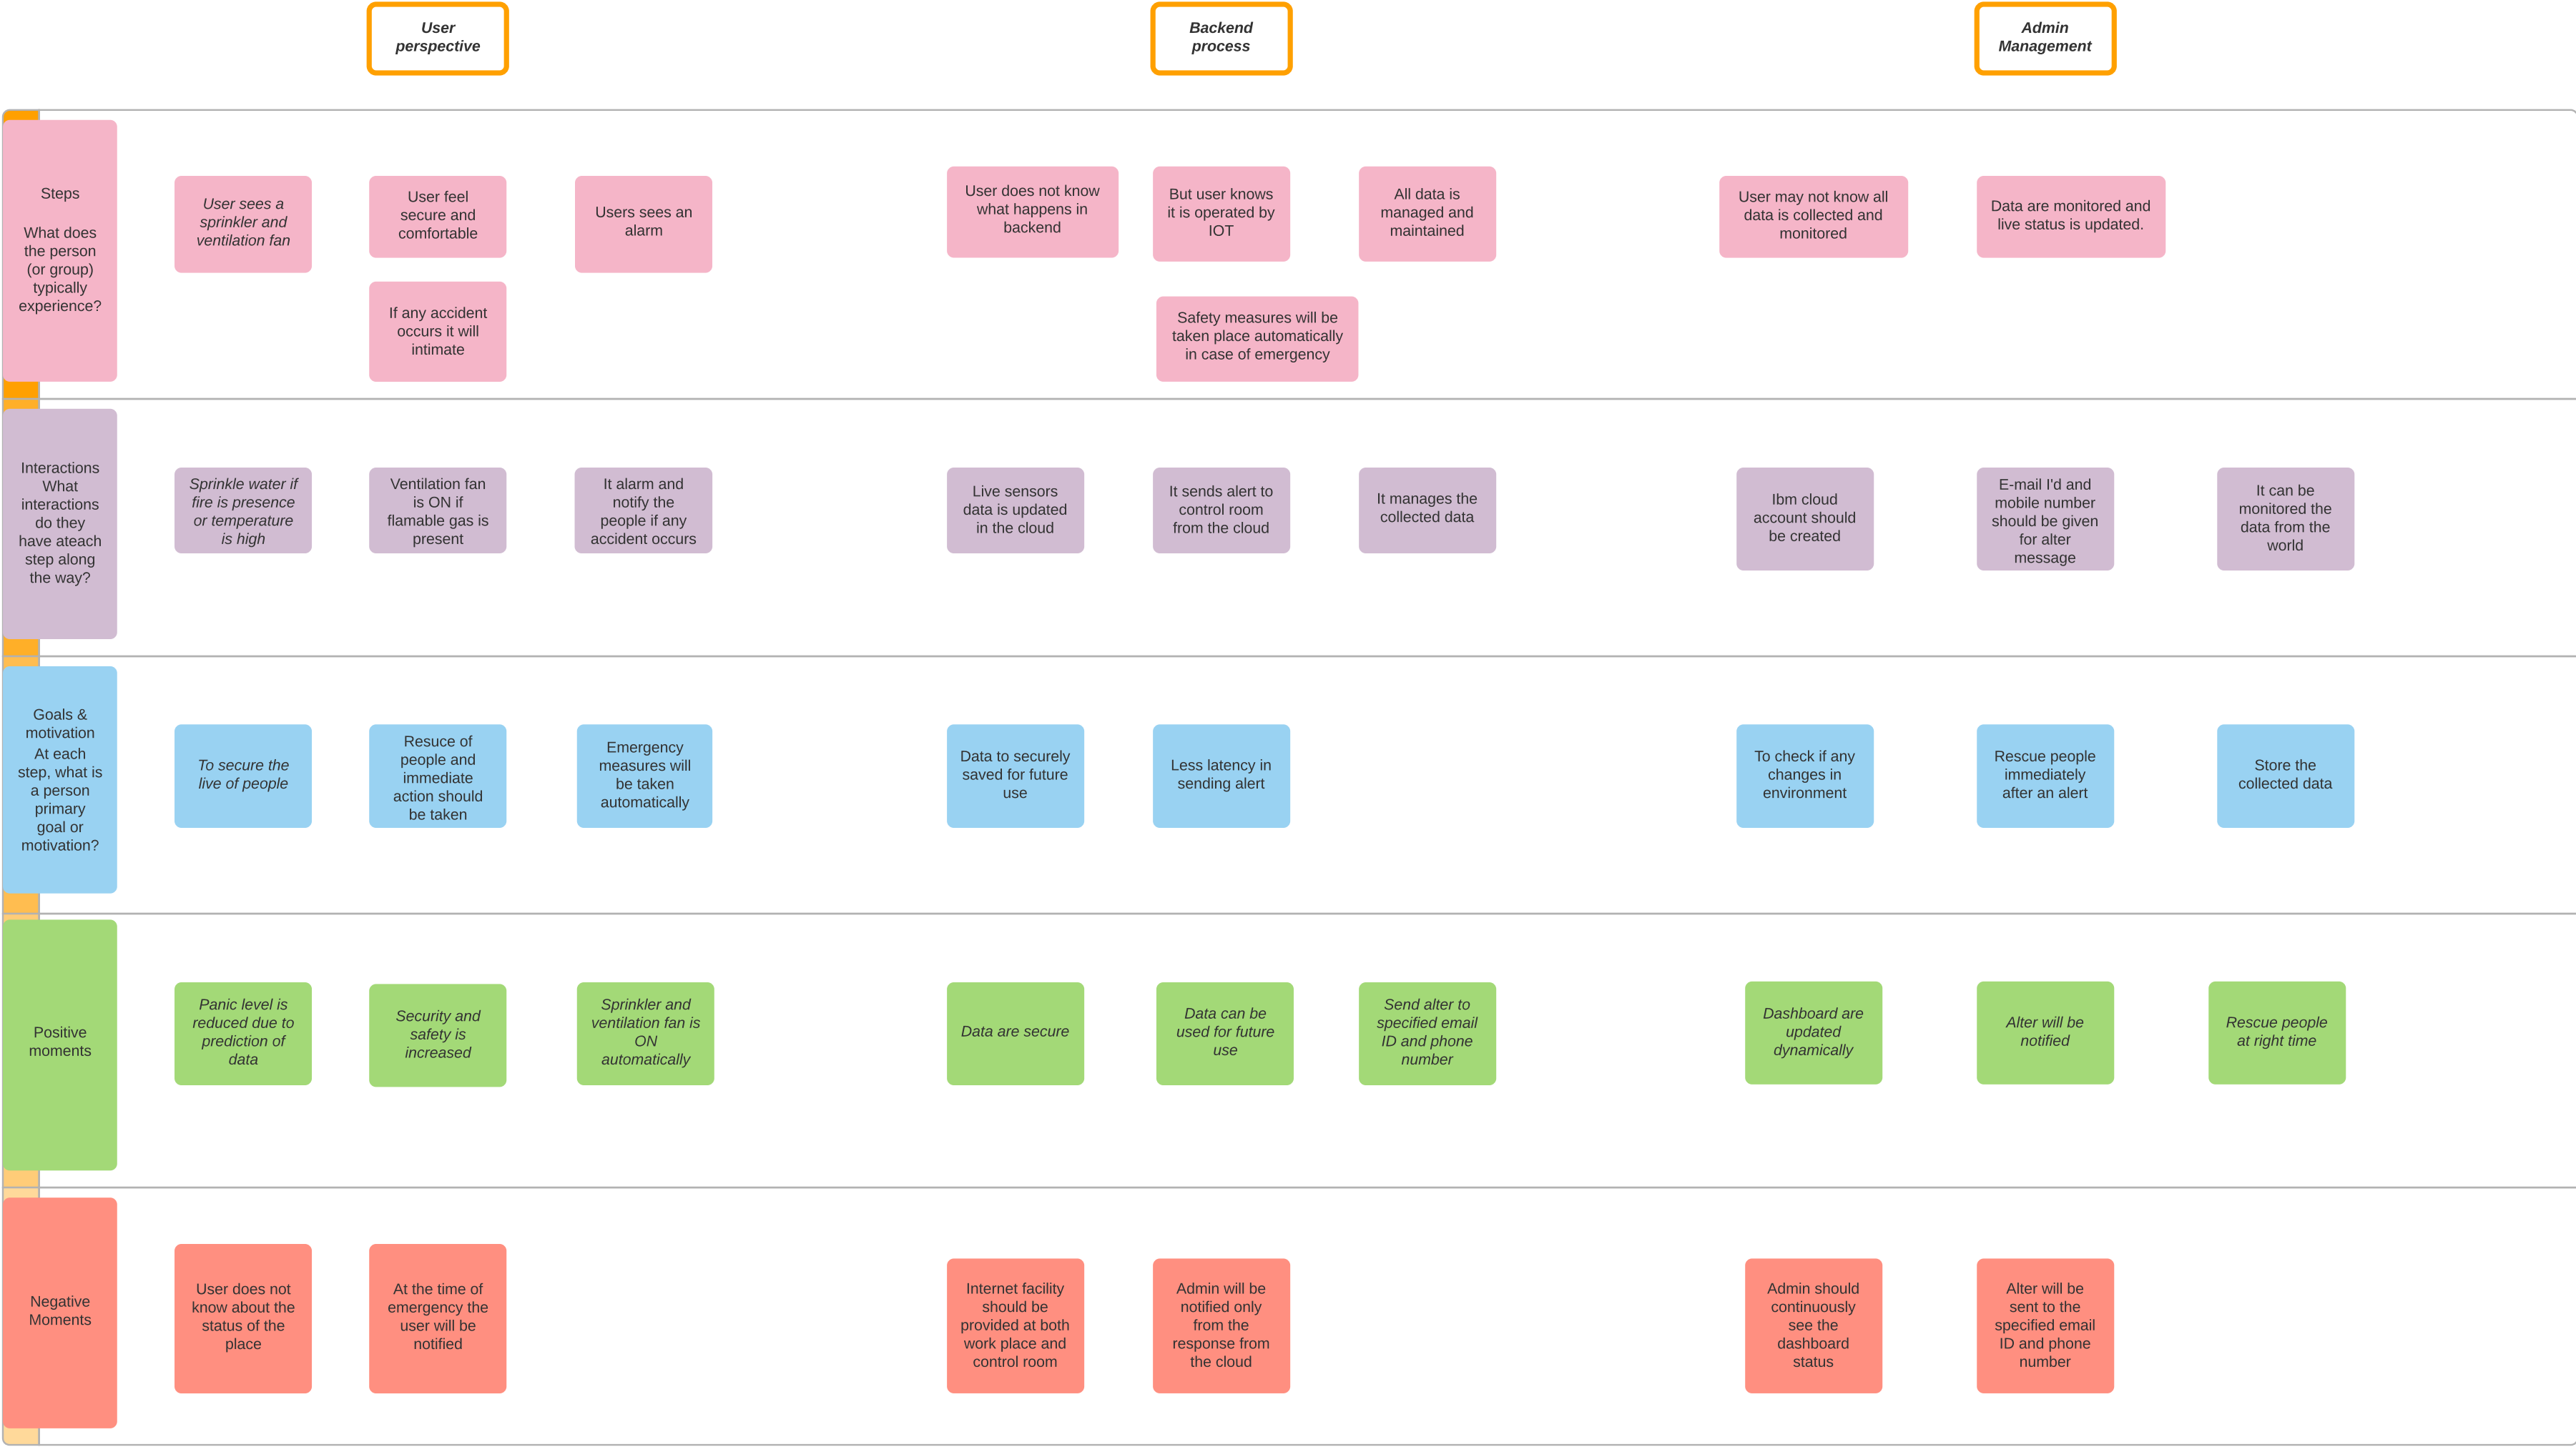 User
perspective
Backend
process
Admin
Management
Steps
What does
the person
(or group)
typically
experience?
User sees a
sprinkler and
ventilation fan
User feel
secure and
comfortable
Users sees an
alarm
If any accident
occurs it will
intimate
User does not know
what happens in
backend
But user knows
it is operated by
IOT
All data is
managed and
maintained
Safety measures will be
taken place automatically
in case of emergency
User may not know all
data is collected and
monitored
Data are monitored and
live status is updated.
Interactions
What
interactions
do they
have ateach
step along
the way?
Sprinkle water if
fire is presence
or temperature
is high
Ventilation fan
is ON if
flamable gas is
present
It alarm and
notify the
people if any
accident occurs
Live sensors
data is updated
in the cloud
It sends alert to
control room
from the cloud
It manages the
collected data
Ibm cloud
account should
be created
E-mail I'd and
mobile number
should be given
for alter
message
It can be
monitored the
data from the
world
Goals &
motivation
At each
step, what is
a person
primary
goal or
motivation?
To secure the
live of people
Resuce of
people and
immediate
action should
be taken
Emergency
measures will
be taken
automatically
Data to securely
saved for future
use
Less latency in
sending alert
To check if any
changes in
environment
Rescue people
immediately
after an alert
Store the
collected data
Positive
moments
Panic level is
reduced due to
prediction of
data
Security and
safety is
increased
Sprinkler and
ventilation fan is
ON
automatically
Data are secure
Data can be
used for future
use
Send alter to
specified email
ID and phone
number
Dashboard are
updated
dynamically
Alter will be
notified
Rescue people
at right time
Negative
Moments
User does not
know about the
status of the
place
At the time of
emergency the
user will be
notified
Internet facility
should be
provided at both
work place and
control room
Admin will be
notified only
from the
response from
the cloud
Admin should
continuously
see the
dashboard
status
Alter will be
sent to the
specified email
ID and phone
number